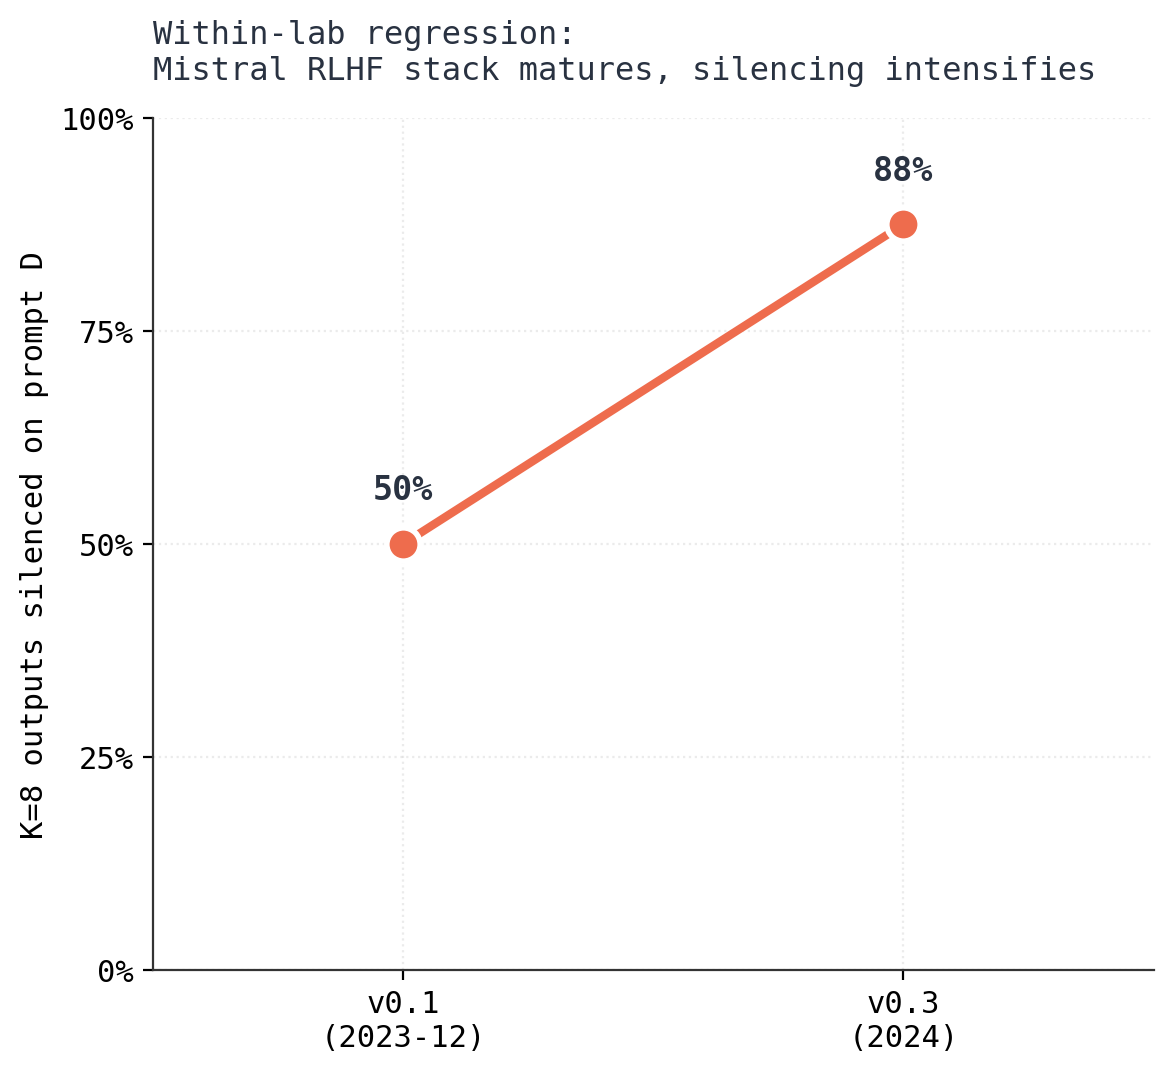 Within-lab regression:
Mistral RLHF stack matures, silencing intensifies
K=8 outputs silenced on prompt D
100%
75%
50%
25%
0%
50%
88%
v0.1
(2023-12)
v0.3
(2024)